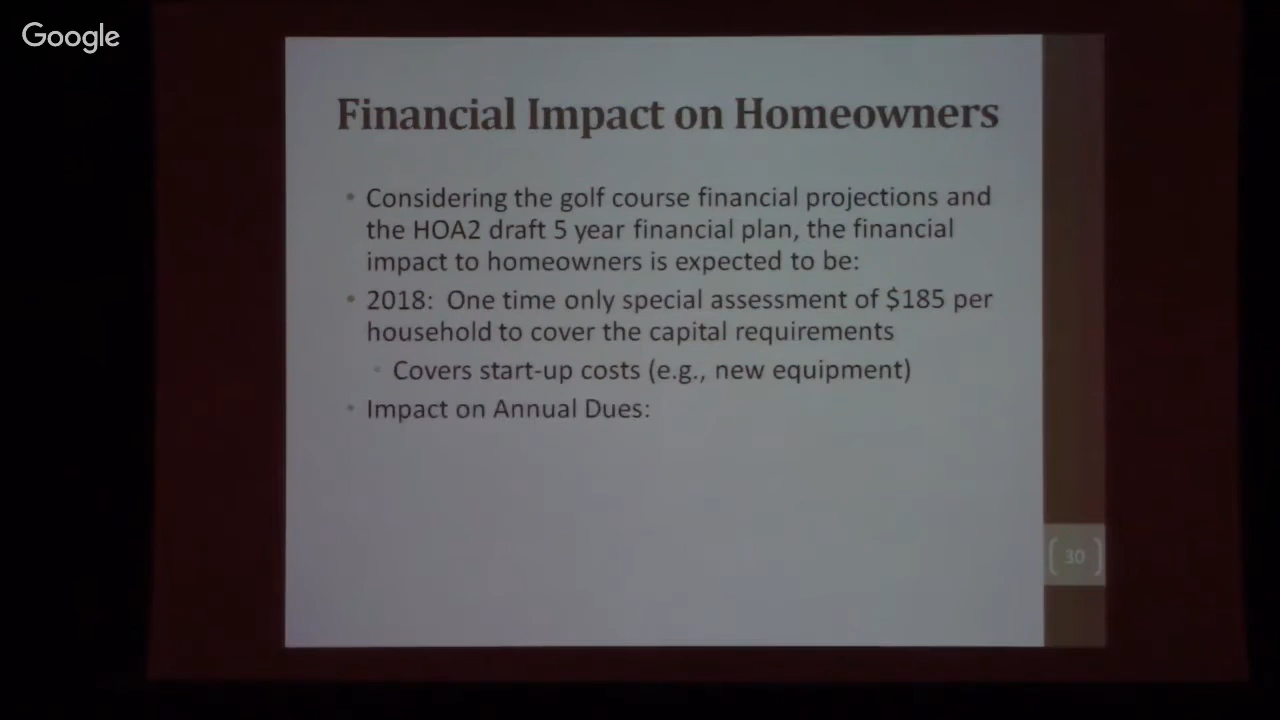 Google
Financial Impact on Homeowners
• Considering the golf course financial projections and
the HOA2 draft 5 year financial plan, the financial
impact to homeowners is expected to be:
• 2018: One time only special assessment of $185 per
household to cover the capital requirements
• Covers start-up costs (e.g., new equipment)
• Impact on Annual Dues:
30